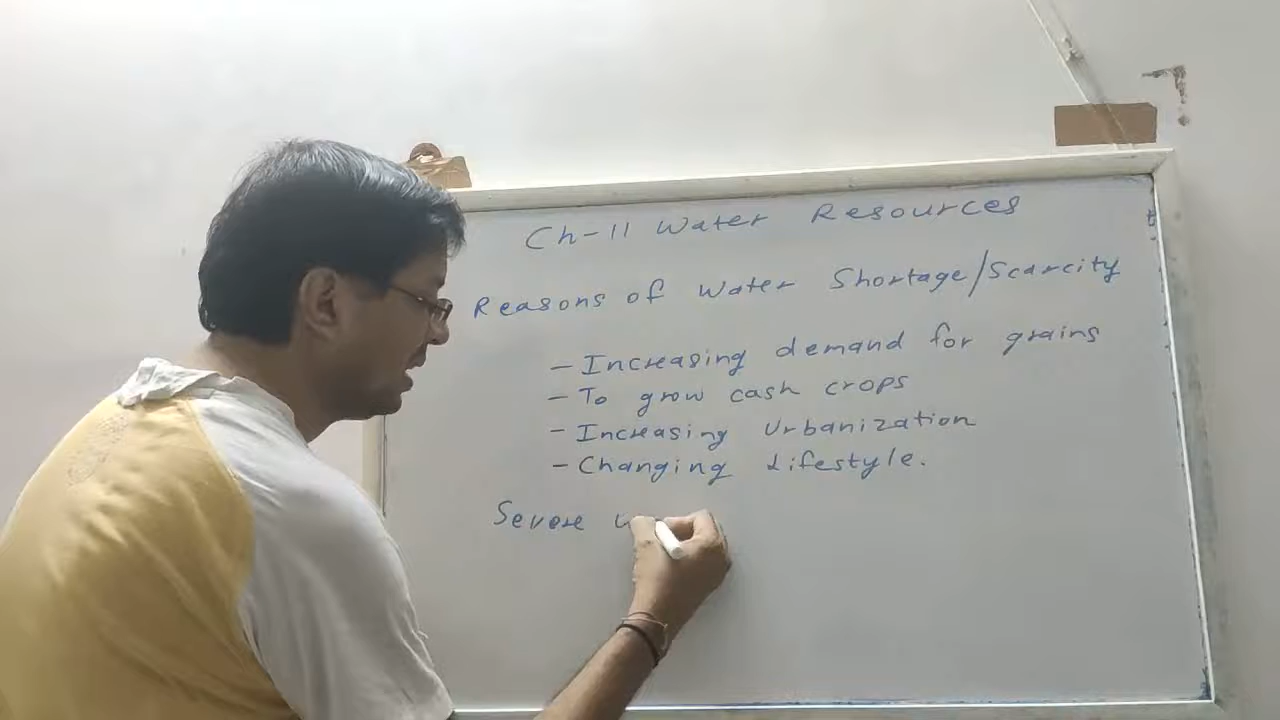 Ch-11 Water Resources
Reasons of Water Shortage/Scarcity
- Increasing demand for grains
- To grow cash crops
- Increasing Urbanization
- Changing Lifestyle.
Severe